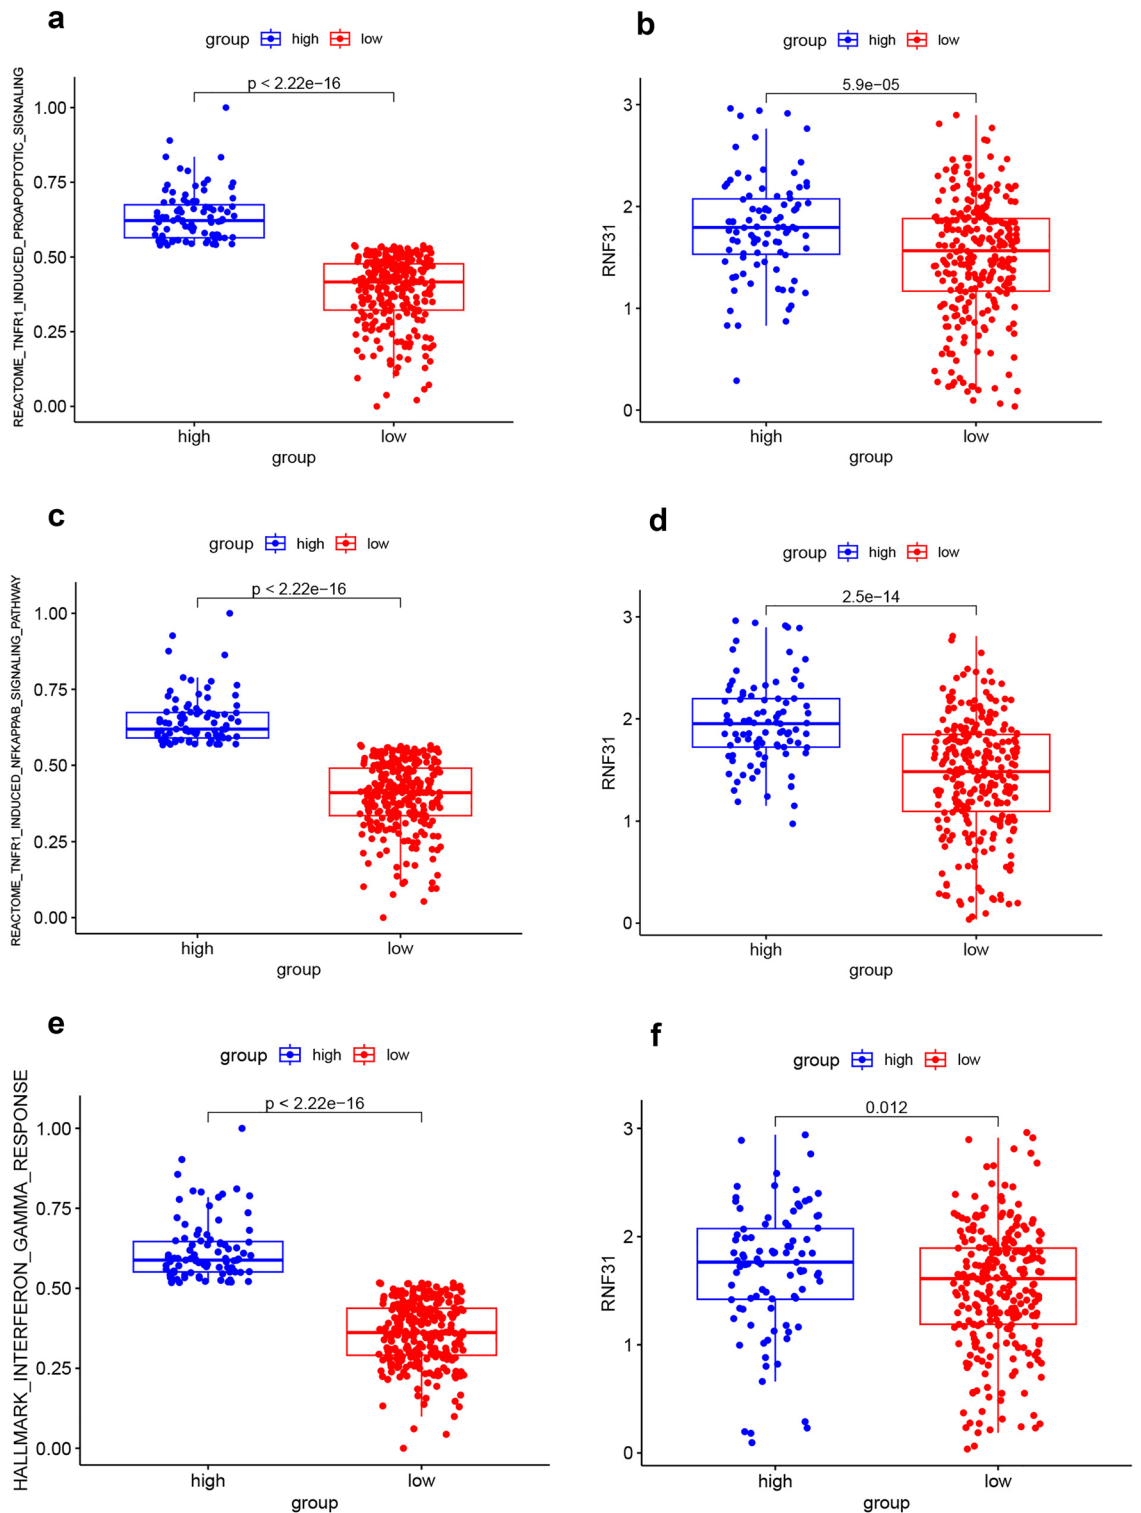 a
group high low
p < 2.22e−16
REACTOME_TNFR1_INDUCED_PROAPOPTOTIC_SIGNALING
1.00
0.75
0.50
0.25
0.00
high low
group
b
group high low
5.9e−05
RNF31
3
2
1
0
high low
group
c
group high low
p < 2.22e−16
REACTOME_TNFR1_INDUCED_NFKAPPAB_SIGNALING_PATHWAY
1.00
0.75
0.50
0.25
0.00
high low
group
d
group high low
2.5e−14
RNF31
3
2
1
0
high low
group
e
group high low
p < 2.22e−16
HALLMARK_INTERFERON_GAMMA_RESPONSE
1.00
0.75
0.50
0.25
0.00
high low
group
f
group high low
0.012
RNF31
3
2
1
0
high low
group